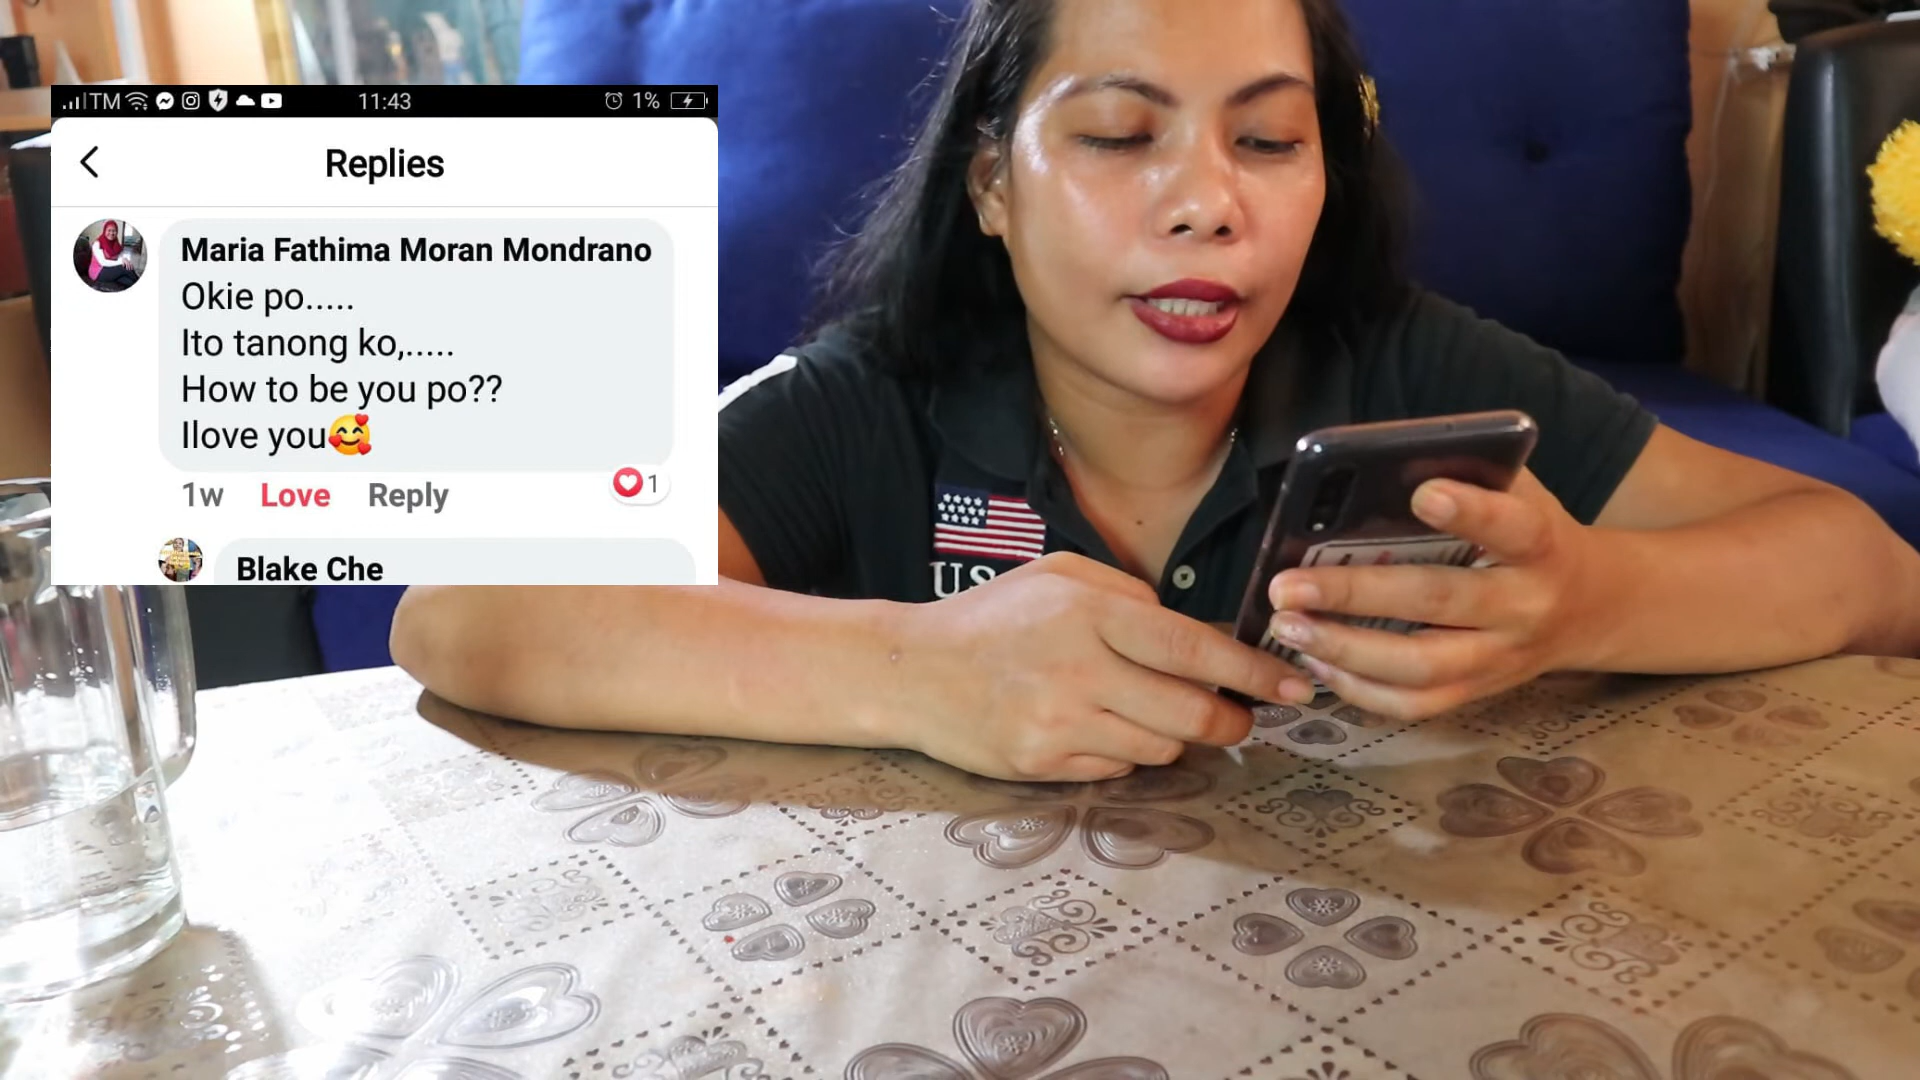 TM 11:43 1%
Replies
Maria Fathima Moran Mondrano
Okie po.....
Ito tanong ko,.....
How to be you po??
Ilove you🥰
1w Love Reply 1
Blake Che
US